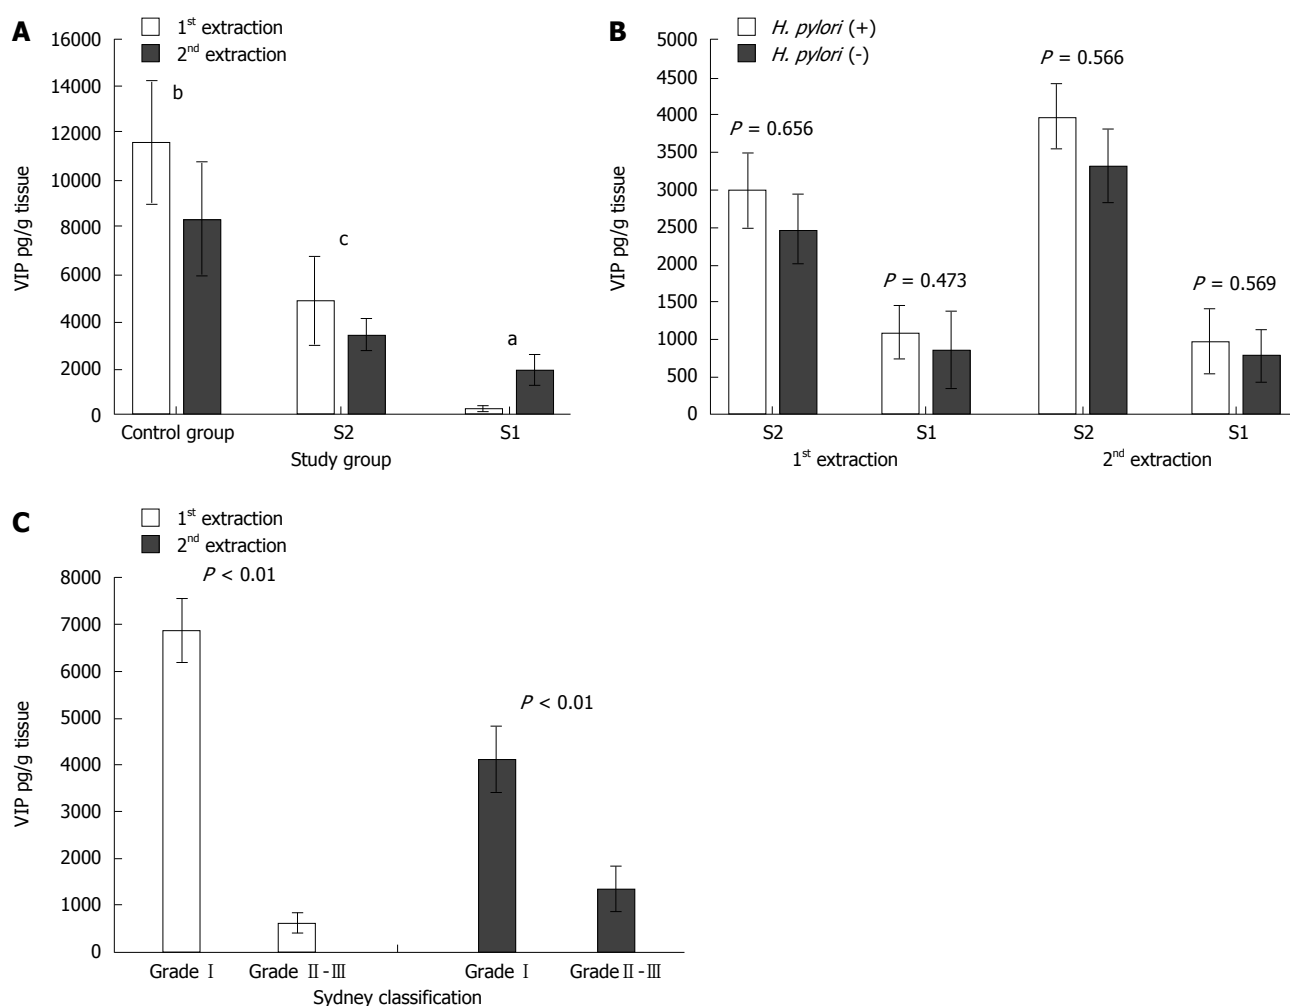 A
1st extraction
2nd extraction
16000
14000
12000
10000
8000
6000
4000
2000
0
VIP pg/g tissue
b
c
a
Control group S2 S1
Study group
B
H. pylori (+)
H. pylori (-)
5000
4500
4000
3500
3000
2500
2000
1500
1000
500
0
VIP pg/g tissue
P = 0.656
P = 0.473
P = 0.566
P = 0.569
S2 S1 S2 S1
1st extraction 2nd extraction
C
1st extraction
2nd extraction
8000
7000
6000
5000
4000
3000
2000
1000
0
VIP pg/g tissue
P < 0.01
P < 0.01
Grade Ⅰ Grade Ⅱ-Ⅲ Grade Ⅰ Grade Ⅱ-Ⅲ
Sydney classification